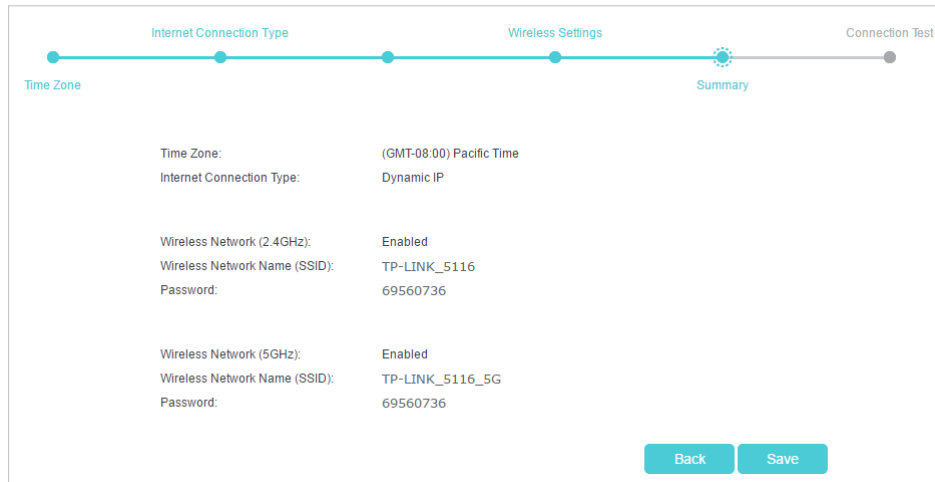 Internet Connection Type Wireless Settings Connection Test
Time Zone Summary
Time Zone: (GMT-08:00) Pacific Time
Internet Connection Type: Dynamic IP
Wireless Network (2.4GHz): Enabled
Wireless Network Name (SSID): TP-LINK_5116
Password: 69560736
Wireless Network (5GHz): Enabled
Wireless Network Name (SSID): TP-LINK_5116_5G
Password: 69560736
Back Save